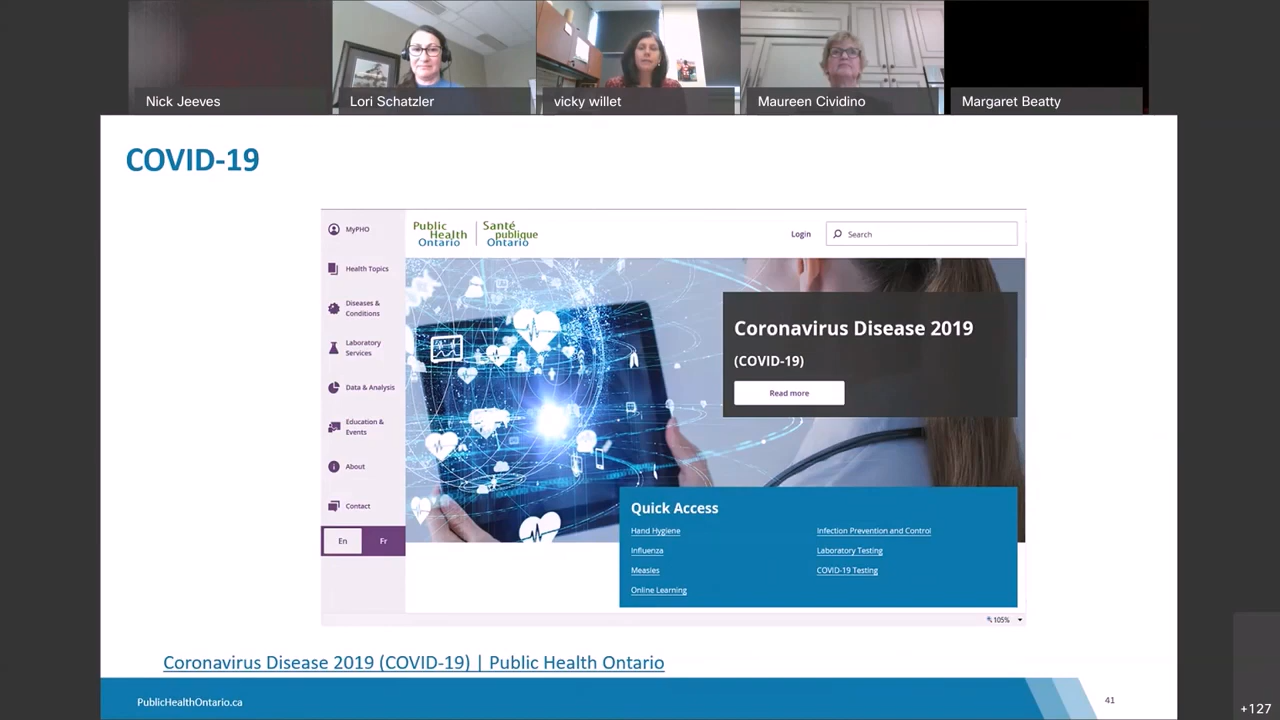 Nick Jeeves
Lori Schatzler
vicky willet
Maureen Cividino
Margaret Beatty
COVID-19
MyPHO
Health Topics
Diseases &
Conditions
Laboratory
Services
Data & Analysis
Education &
Events
About
Contact
En
Fr
Public
Health
Ontario
Santé
publique
Ontario
Login
Search
Coronavirus Disease 2019
(COVID-19)
Read more
Quick Access
Hand Hygiene
Influenza
Measles
Online Learning
Infection Prevention and Control
Laboratory Testing
COVID-19 Testing
105%
Coronavirus Disease 2019 (COVID-19) | Public Health Ontario
PublicHealthOntario.ca
41
+127